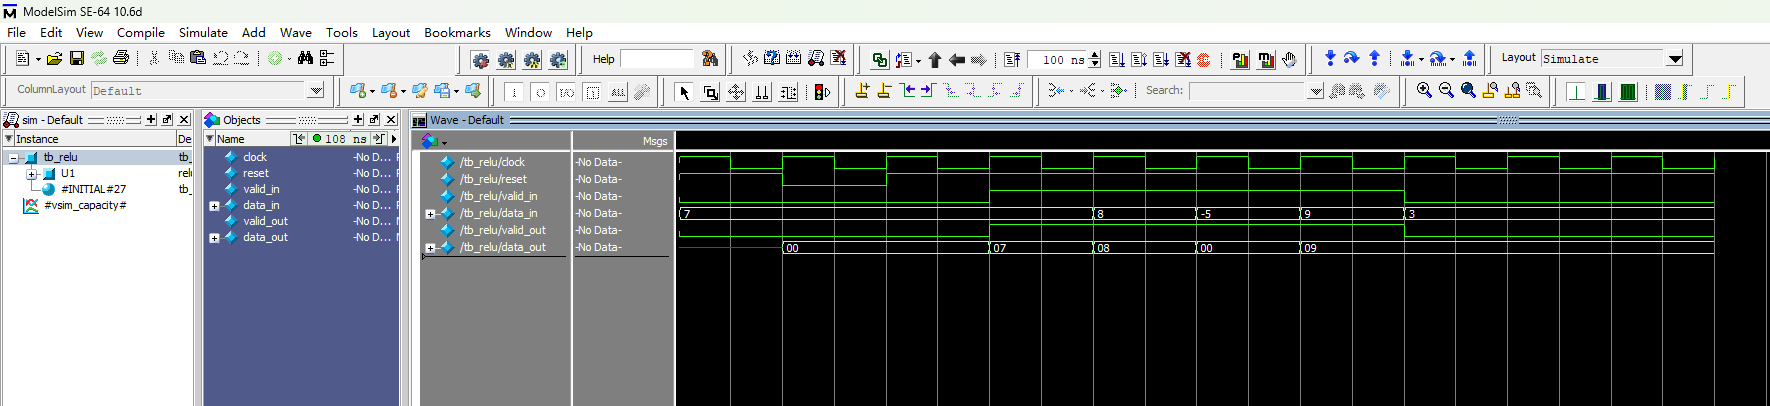 ModelSim SE-64 10.6d
File Edit View Compile Simulate Add Wave Tools Layout Bookmarks Window Help
Help 100 ns Layout Simulate
ColumnLayout Default ALL Search:
sim - Default
Objects
Wave - Default
Instance De
Name 108 ns
Msgs
tb_relu tb_
U1 relu
#INITIAL#27 tb_
#vsim_capacity#
clock -No D...
reset -No D...
valid_in -No D...
data_in -No D...
valid_out -No D...
data_out -No D...
/tb_relu/clock -No Data-
/tb_relu/reset -No Data-
/tb_relu/valid_in -No Data-
/tb_relu/data_in -No Data- 7 8 -5 9 3
/tb_relu/valid_out -No Data-
/tb_relu/data_out -No Data- 00 07 08 00 09